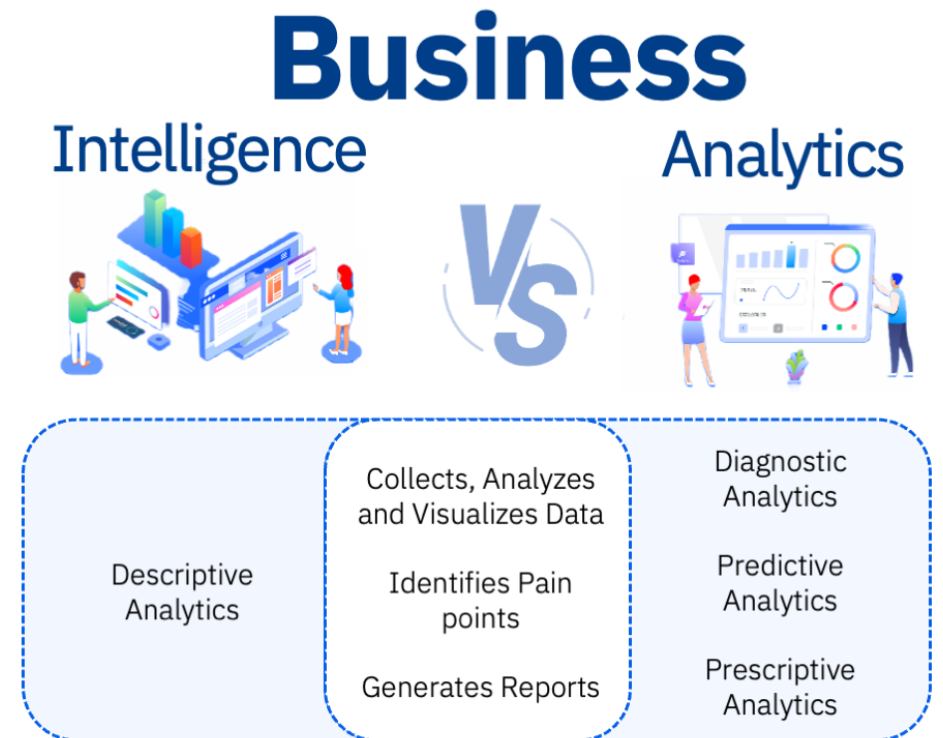 Business
Intelligence
Analytics
VS
Descriptive
Analytics
Collects, Analyzes
and Visualizes Data
Identifies Pain
points
Generates Reports
Diagnostic
Analytics
Predictive
Analytics
Prescriptive
Analytics